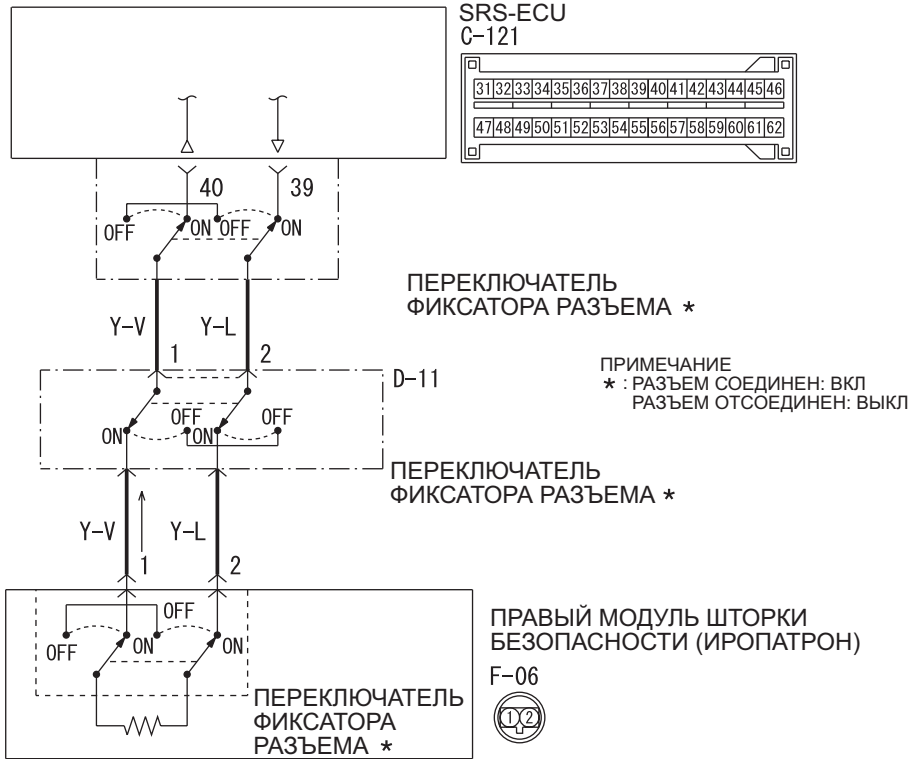 SRS-ECU
C-121
31 32 33 34 35 36 37 38 39 40 41 42 43 44 45 46
47 48 49 50 51 52 53 54 55 56 57 58 59 60 61 62
40 39
OFF ON OFF ON
ПЕРЕКЛЮЧАТЕЛЬ
ФИКСАТОРА РАЗЪЕМА *
Y-V Y-L
1 2
D-11
ПРИМЕЧАНИЕ
* : РАЗЪЕМ СОЕДИНЕН: ВКЛ
РАЗЪЕМ ОТСОЕДИНЕН: ВЫКЛ
ON OFF ON OFF
ПЕРЕКЛЮЧАТЕЛЬ
ФИКСАТОРА РАЗЪЕМА *
Y-V Y-L
1 2
OFF ON OFF ON
ПРАВЫЙ МОДУЛЬ ШТОРКИ
БЕЗОПАСНОСТИ (ИРОПАТРОН)
F-06
1 2
ПЕРЕКЛЮЧАТЕЛЬ
ФИКСАТОРА
РАЗЪЕМА *